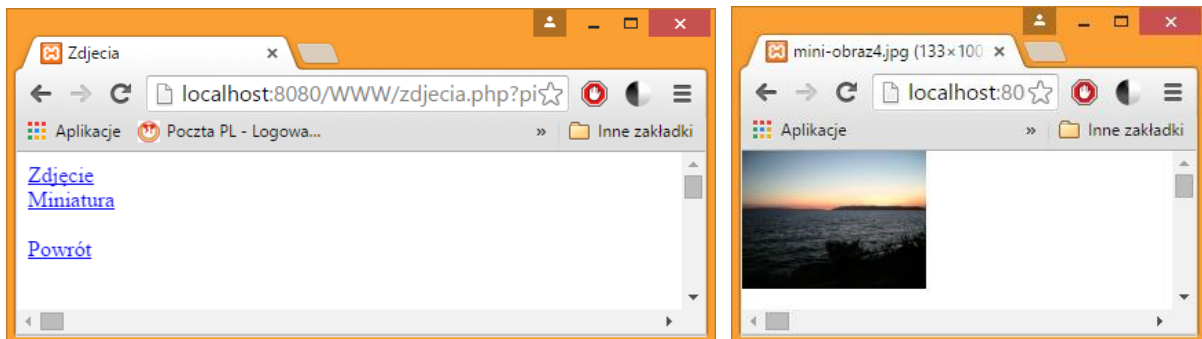 Zdjecia
localhost:8080/WWW/zdjecia.php?pi
Aplikacje Poczta PL - Logowa... » Inne zakładki
Zdjęcie
Miniatura
Powrót
mini-obraz4.jpg (133×100
localhost:80
Aplikacje » Inne zakładki